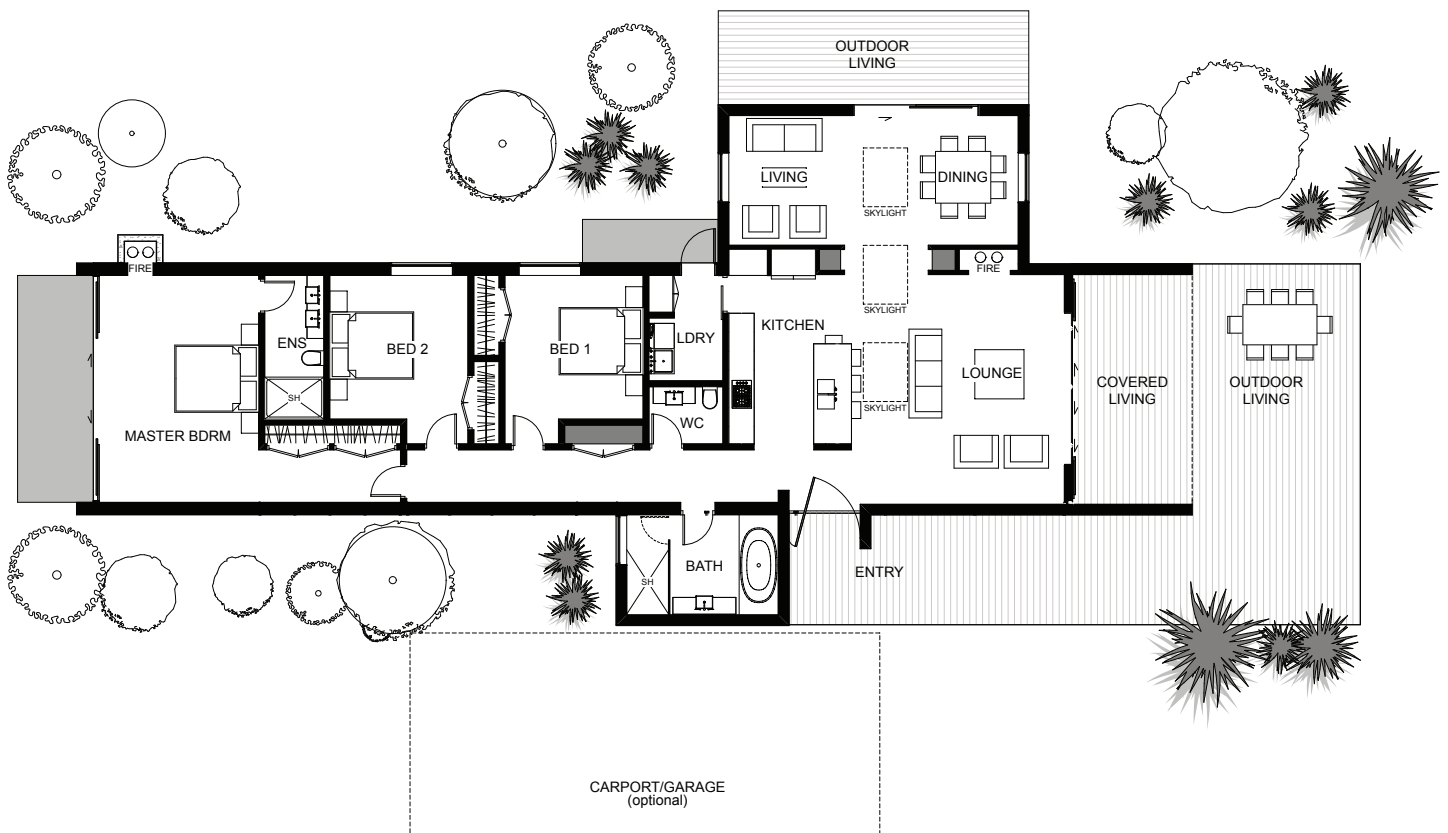 OUTDOOR
LIVING
LIVING
DINING
SKYLIGHT
FIRE
FIRE
SKYLIGHT
KITCHEN
LDRY
ENS
BED 2
BED 1
LOUNGE
COVERED
LIVING
OUTDOOR
LIVING
SH
SKYLIGHT
WC
MASTER BDRM
BATH
ENTRY
SH
CARPORT/GARAGE
(optional)